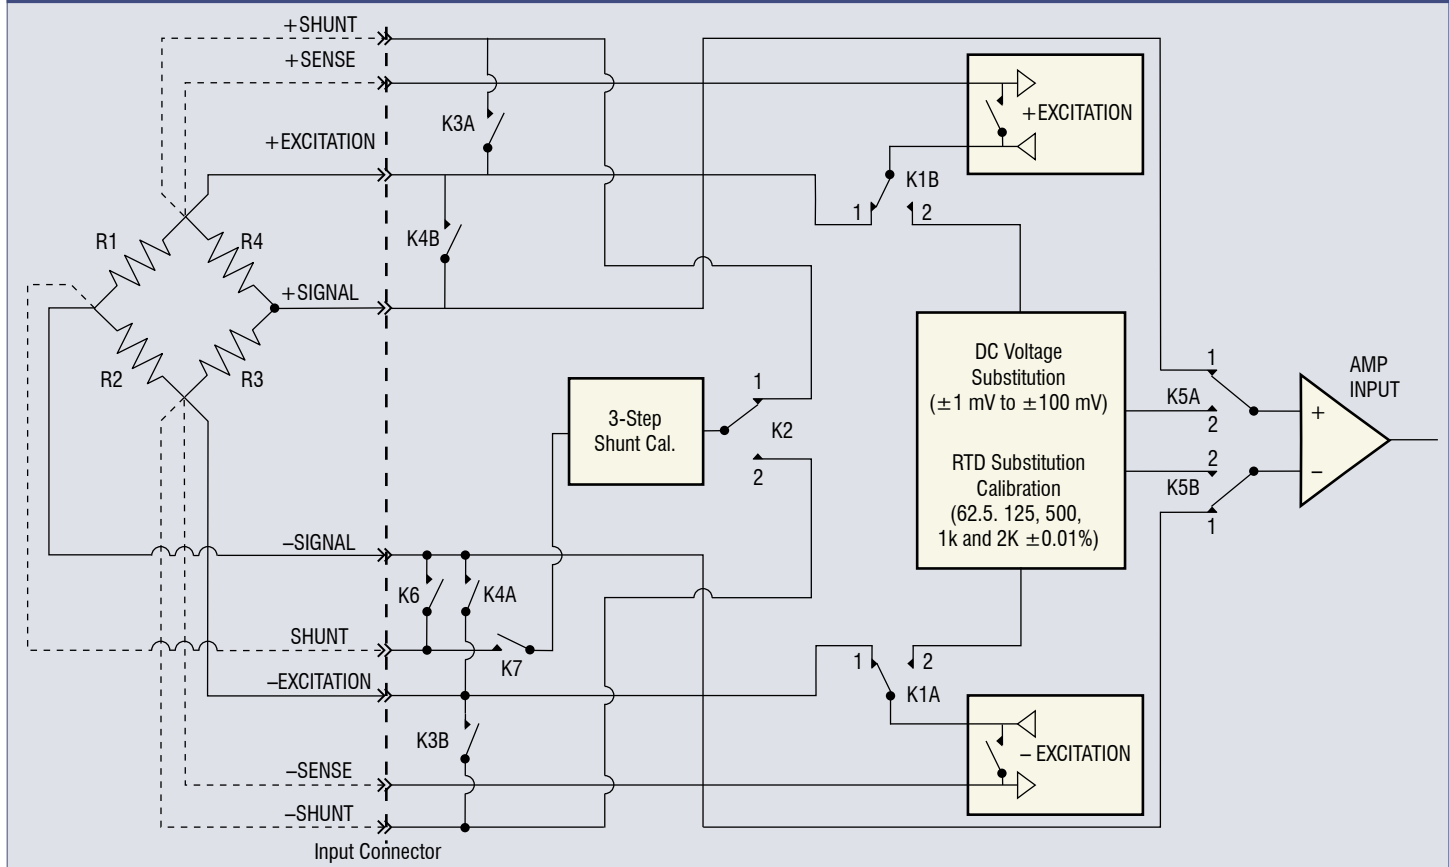 +SHUNT
+SENSE
+EXCITATION
K3A
+EXCITATION
K1B
1
2
K4B
R1
R4
+SIGNAL
R2
R3
DC Voltage
Substitution
(±1 mV to ±100 mV)
RTD Substitution
Calibration
(62.5. 125, 500,
1k and 2K ±0.01%)
1
K5A
2
2
K5B
1
AMP
INPUT
+
–
3-Step
Shunt Cal.
1
K2
2
–SIGNAL
K6
K4A
SHUNT
K7
–EXCITATION
1
2
K1A
K3B
– EXCITATION
–SENSE
–SHUNT
Input Connector